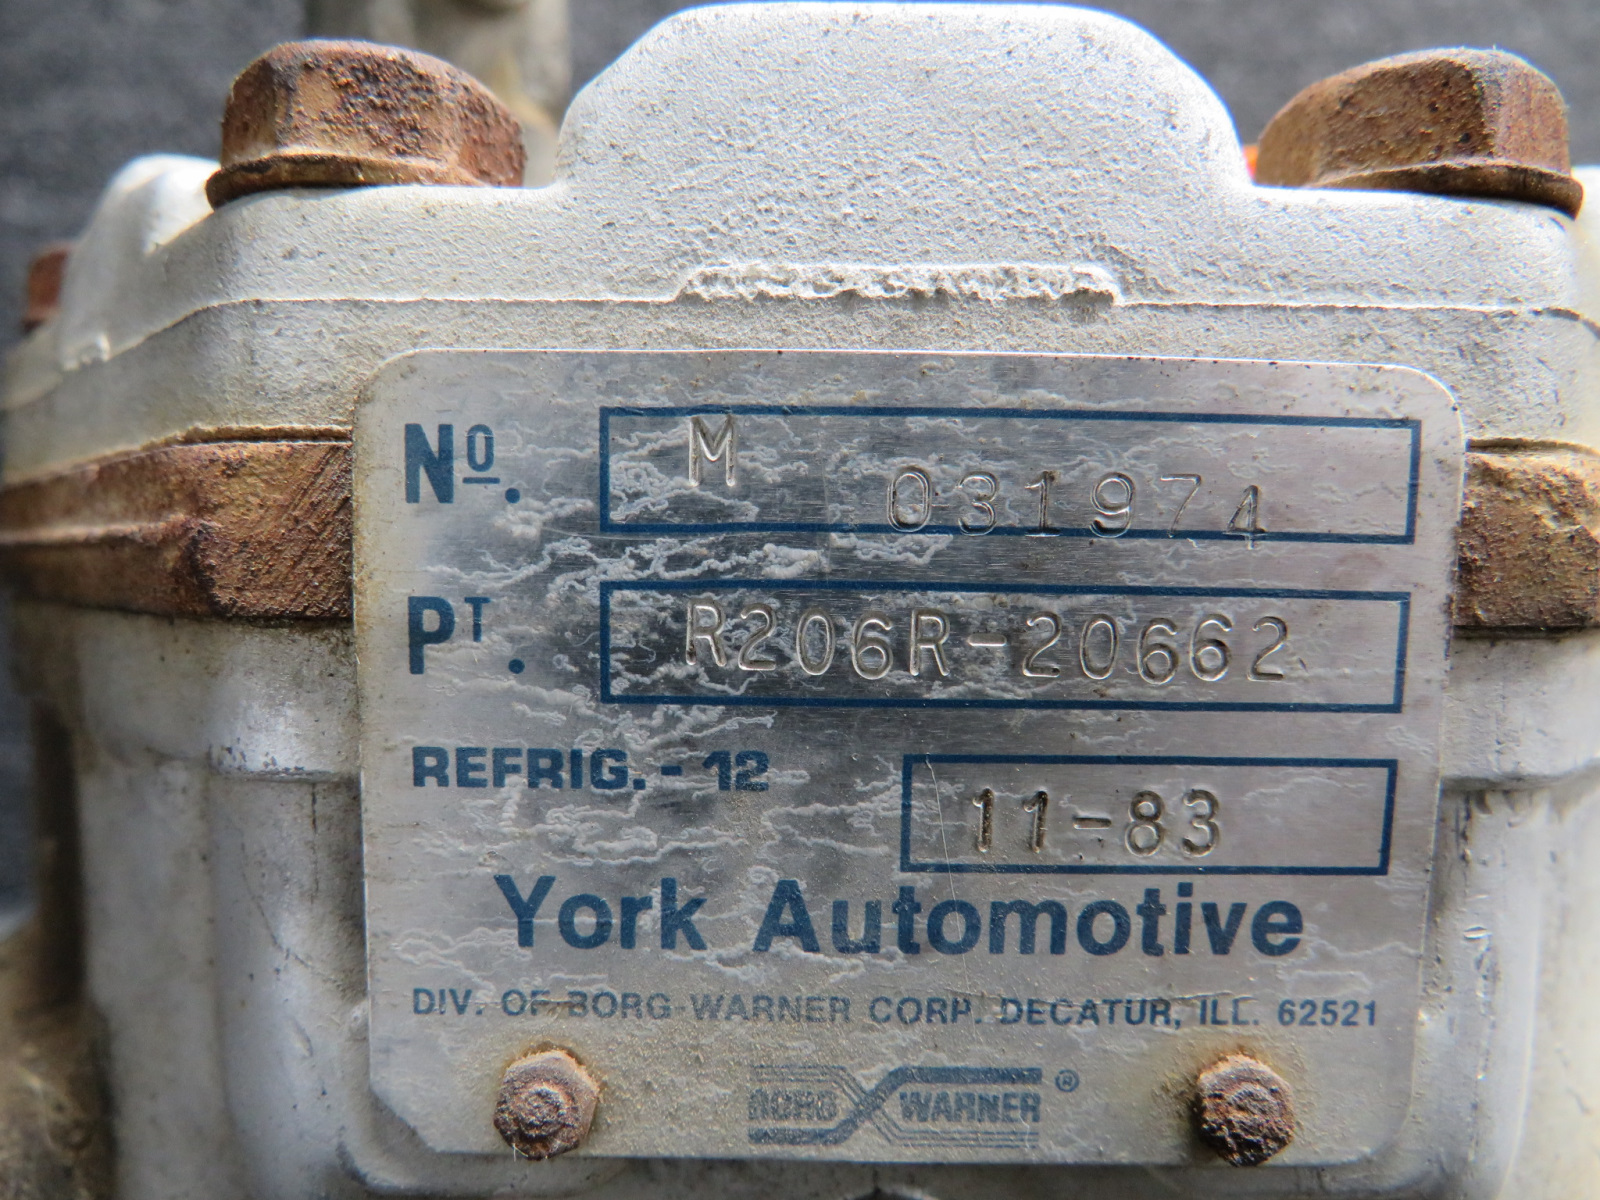 Nº. M 031974
PT. R206R-20662
REFRIG. - 12 11-83
York Automotive
DIV. OF BORG-WARNER CORP. DECATUR, ILL. 62521
BORG WARNER ®